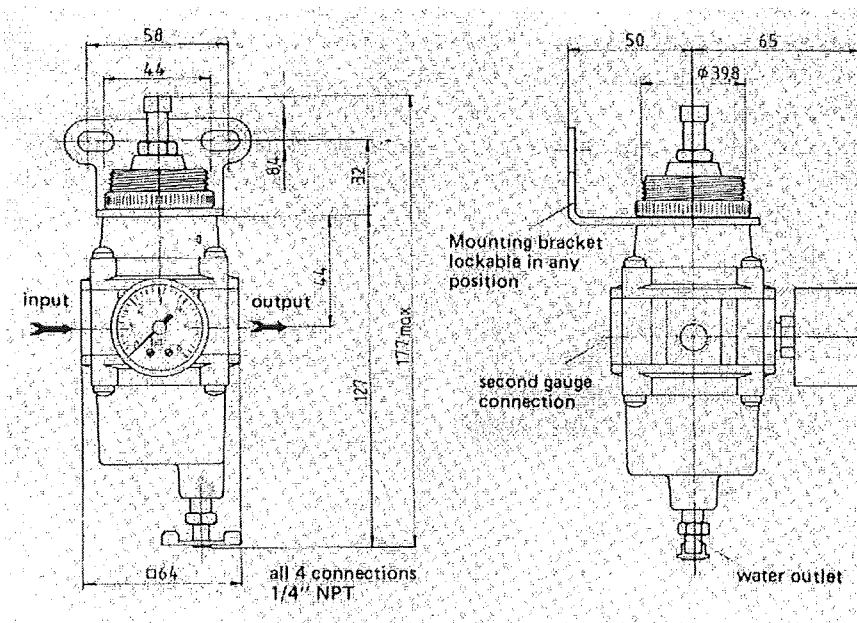 58
44
84
32
44
177 max
127
input
output
□64
all 4 connections
1/4" NPT
50
65
ϕ39,8
Mounting bracket
lockable in any
position
second gauge
connection
water outlet